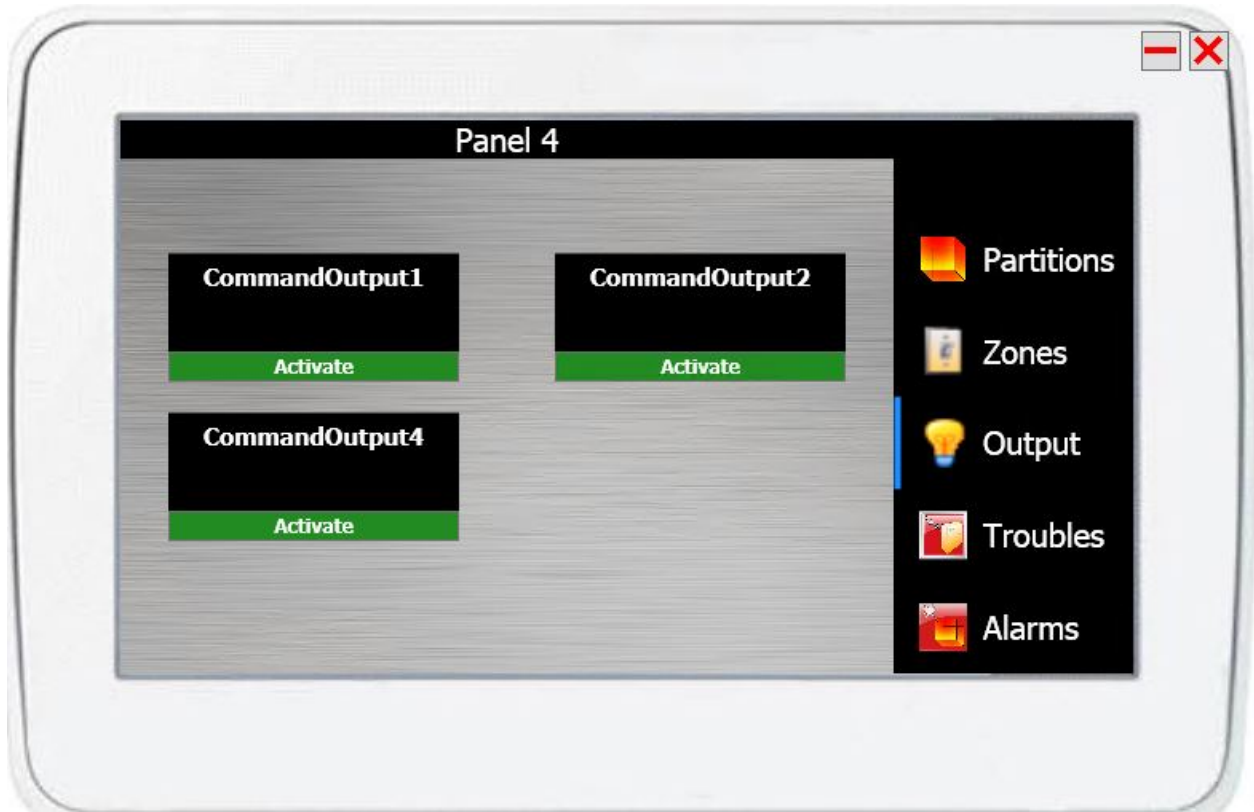 Panel 4
CommandOutput1
Activate
CommandOutput2
Activate
CommandOutput4
Activate
Partitions
Zones
Output
Troubles
Alarms